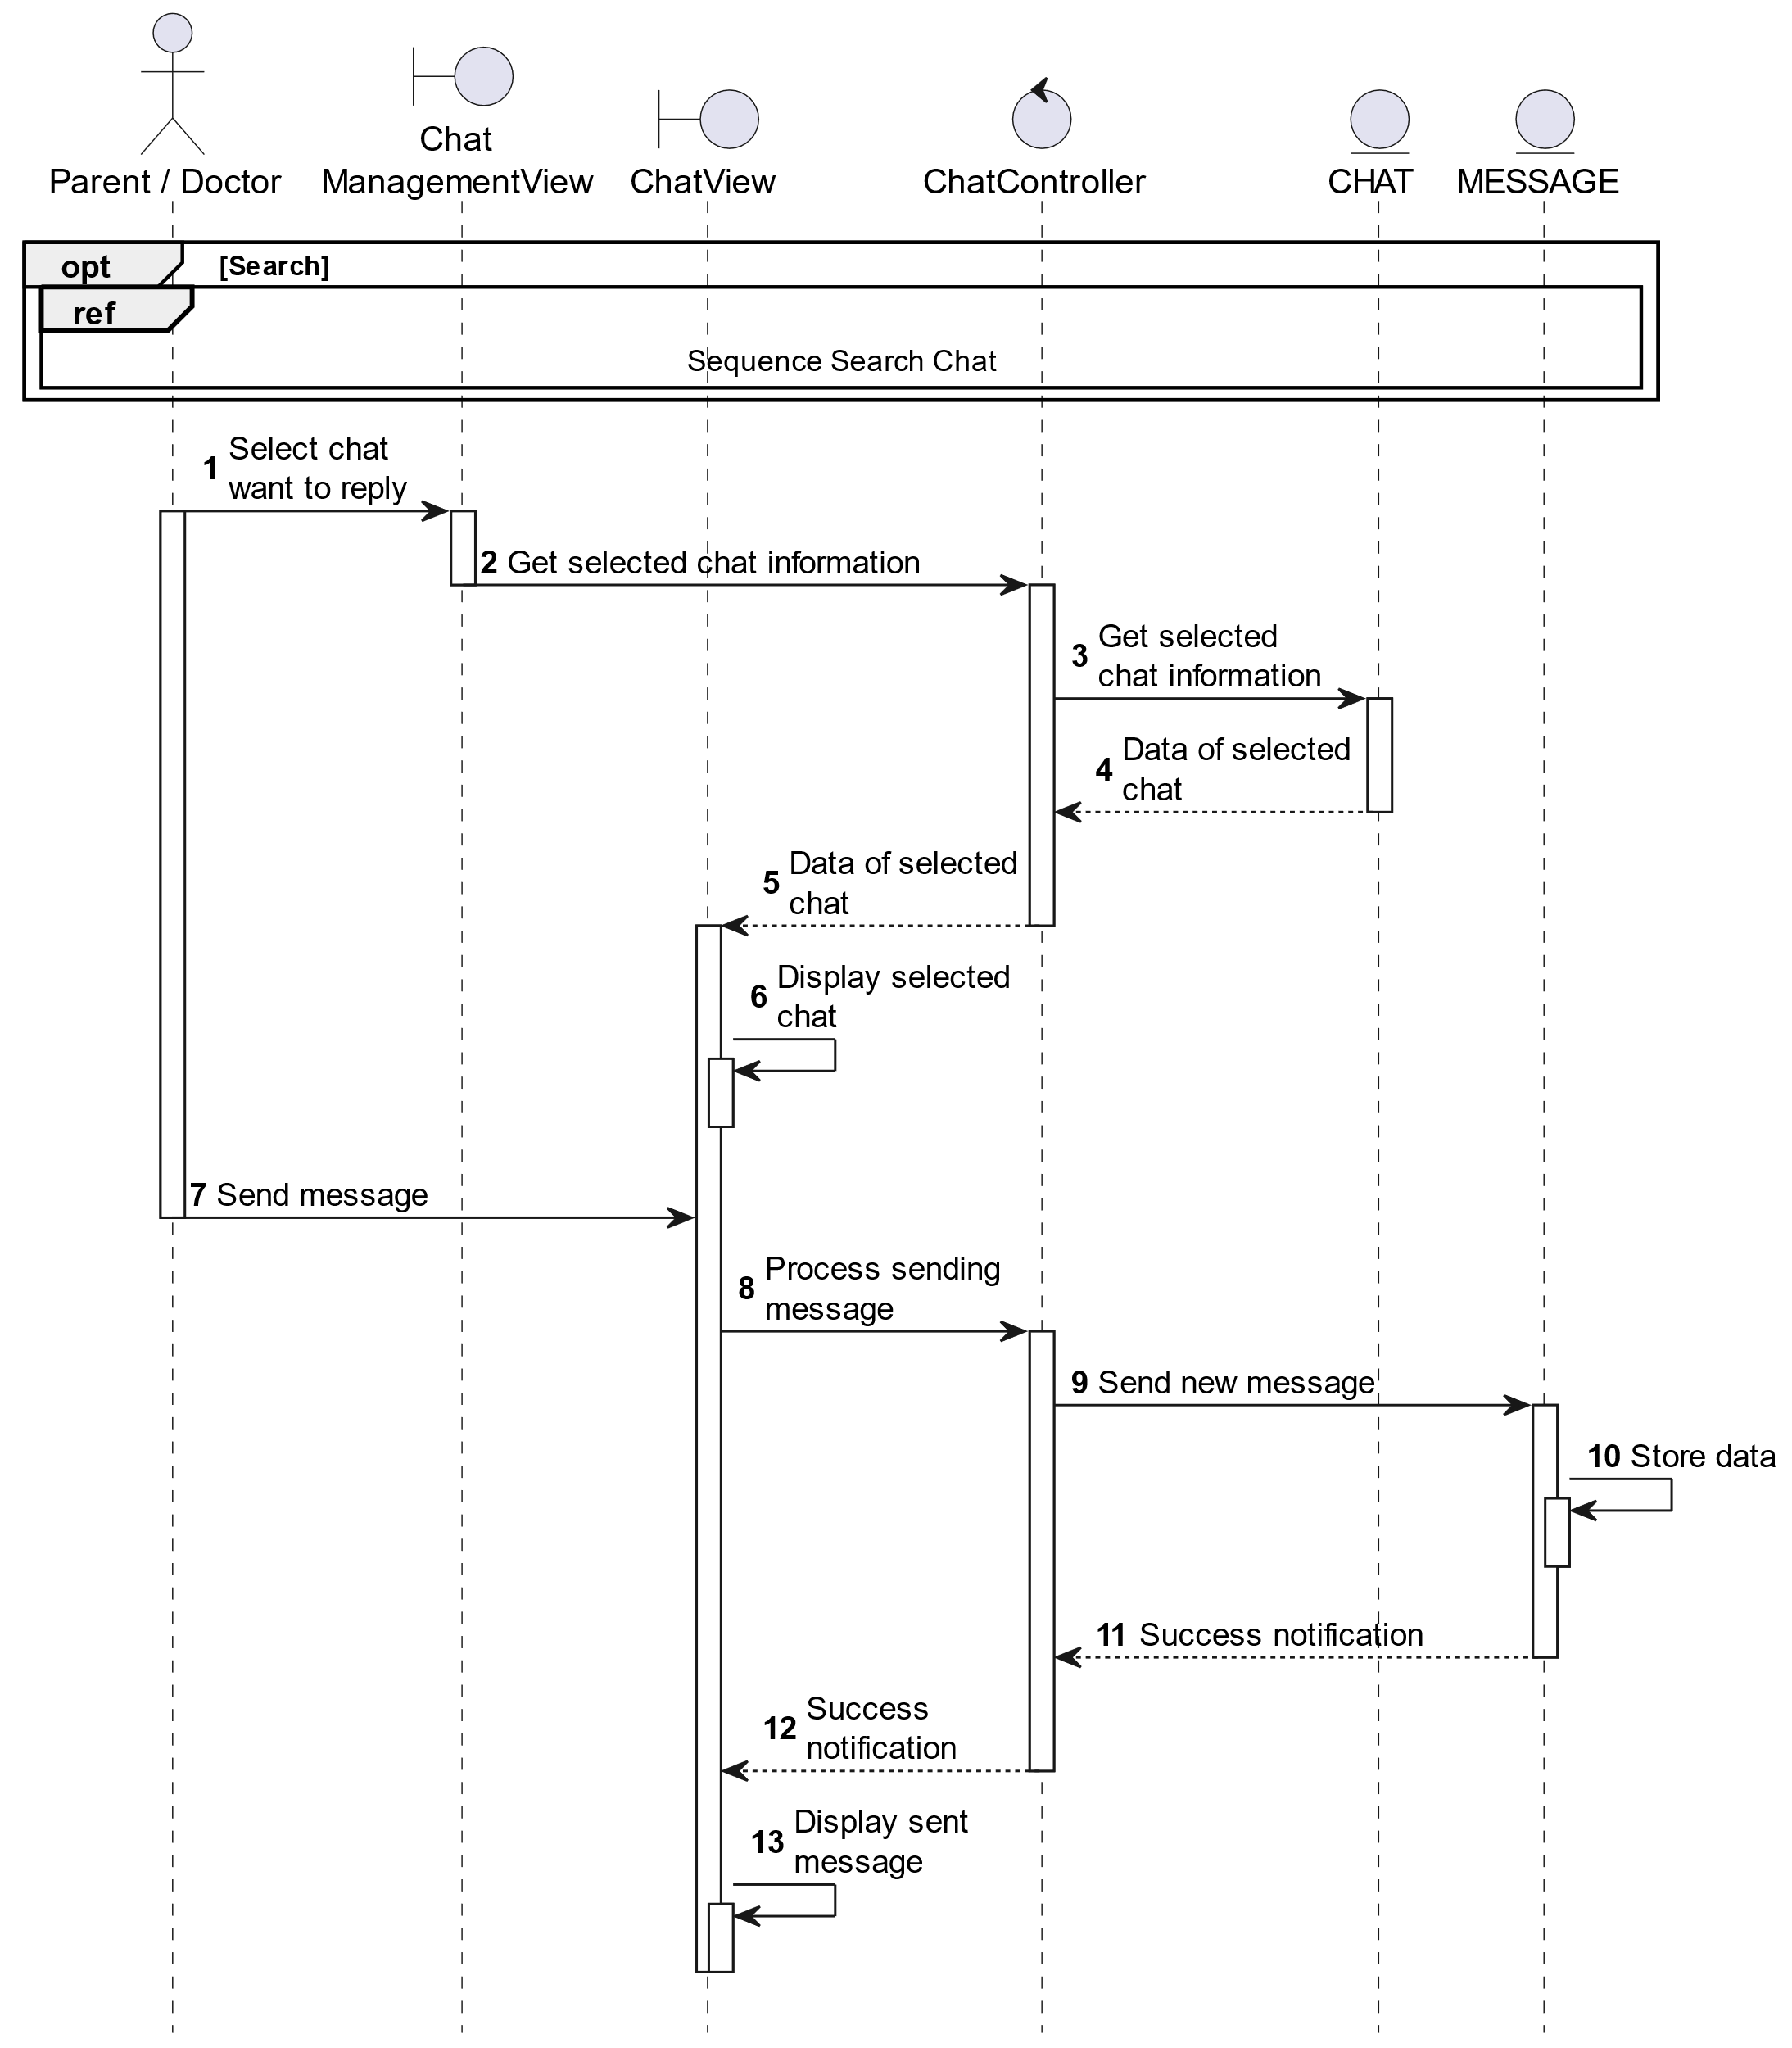 Parent / Doctor
Chat
ManagementView
ChatView
ChatController
CHAT
MESSAGE
opt
[Search]
ref
Sequence Search Chat
1 Select chat
want to reply
2 Get selected chat information
3 Get selected
chat information
4 Data of selected
chat
5 Data of selected
chat
6 Display selected
chat
7 Send message
8 Process sending
message
9 Send new message
10 Store data
11 Success notification
12 Success
notification
13 Display sent
message